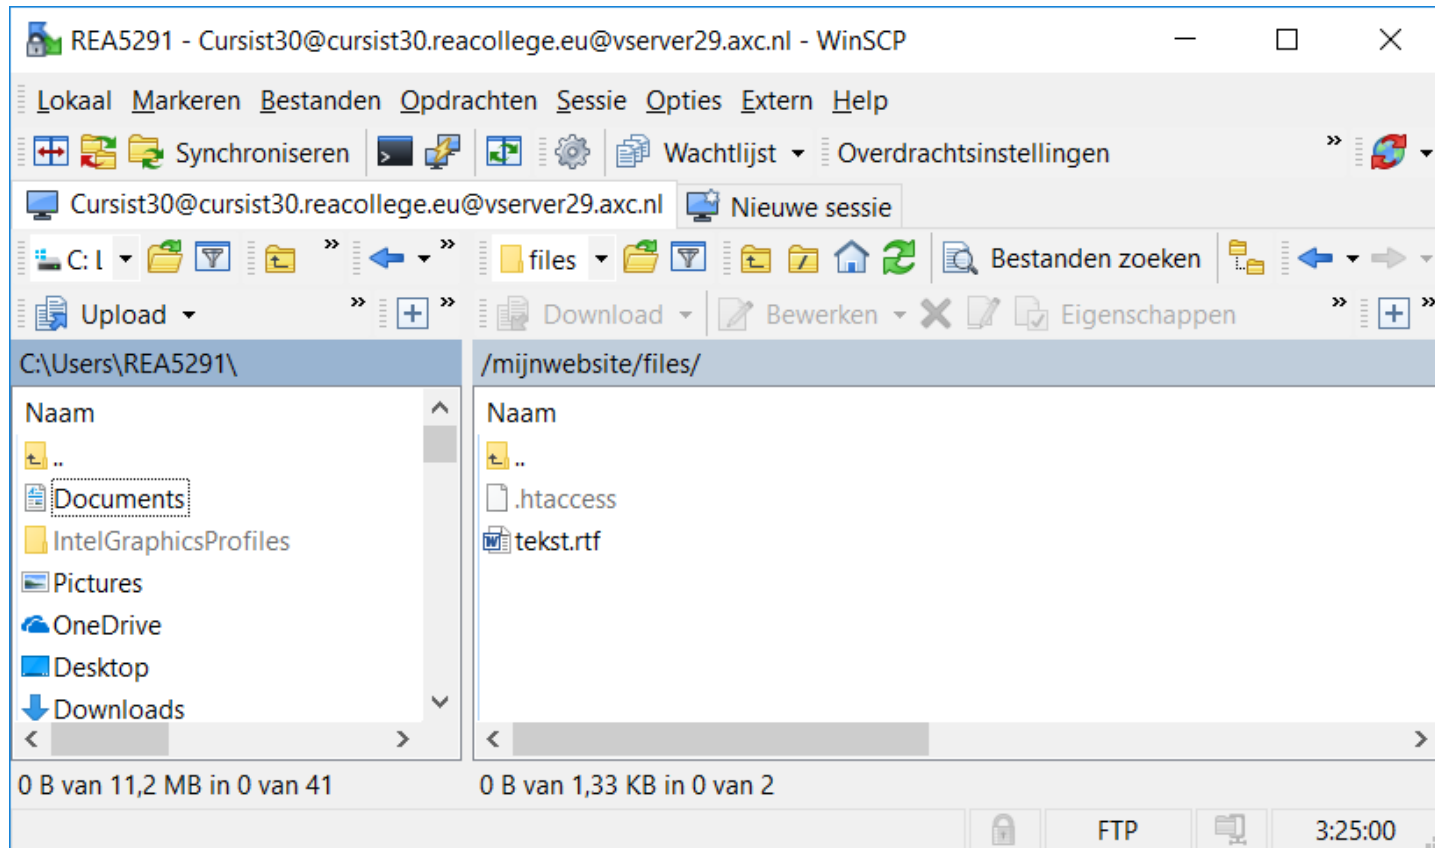 REA5291 - Cursist30@cursist30.reacollege.eu@vserver29.axc.nl - WinSCP
Lokaal Markeren Bestanden Opdrachten Sessie Opties Extern Help
Synchroniseren Wachtlijst Overdrachtsinstellingen »
Cursist30@cursist30.reacollege.eu@vserver29.axc.nl Nieuwe sessie
C: l » » files Bestanden zoeken
Upload » » Download Bewerken Eigenschappen » »
C:\Users\REA5291\
Naam
..
Documents
IntelGraphicsProfiles
Pictures
OneDrive
Desktop
Downloads
0 B van 11,2 MB in 0 van 41
/mijnwebsite/files/
Naam
..
.htaccess
tekst.rtf
0 B van 1,33 KB in 0 van 2
FTP 3:25:00